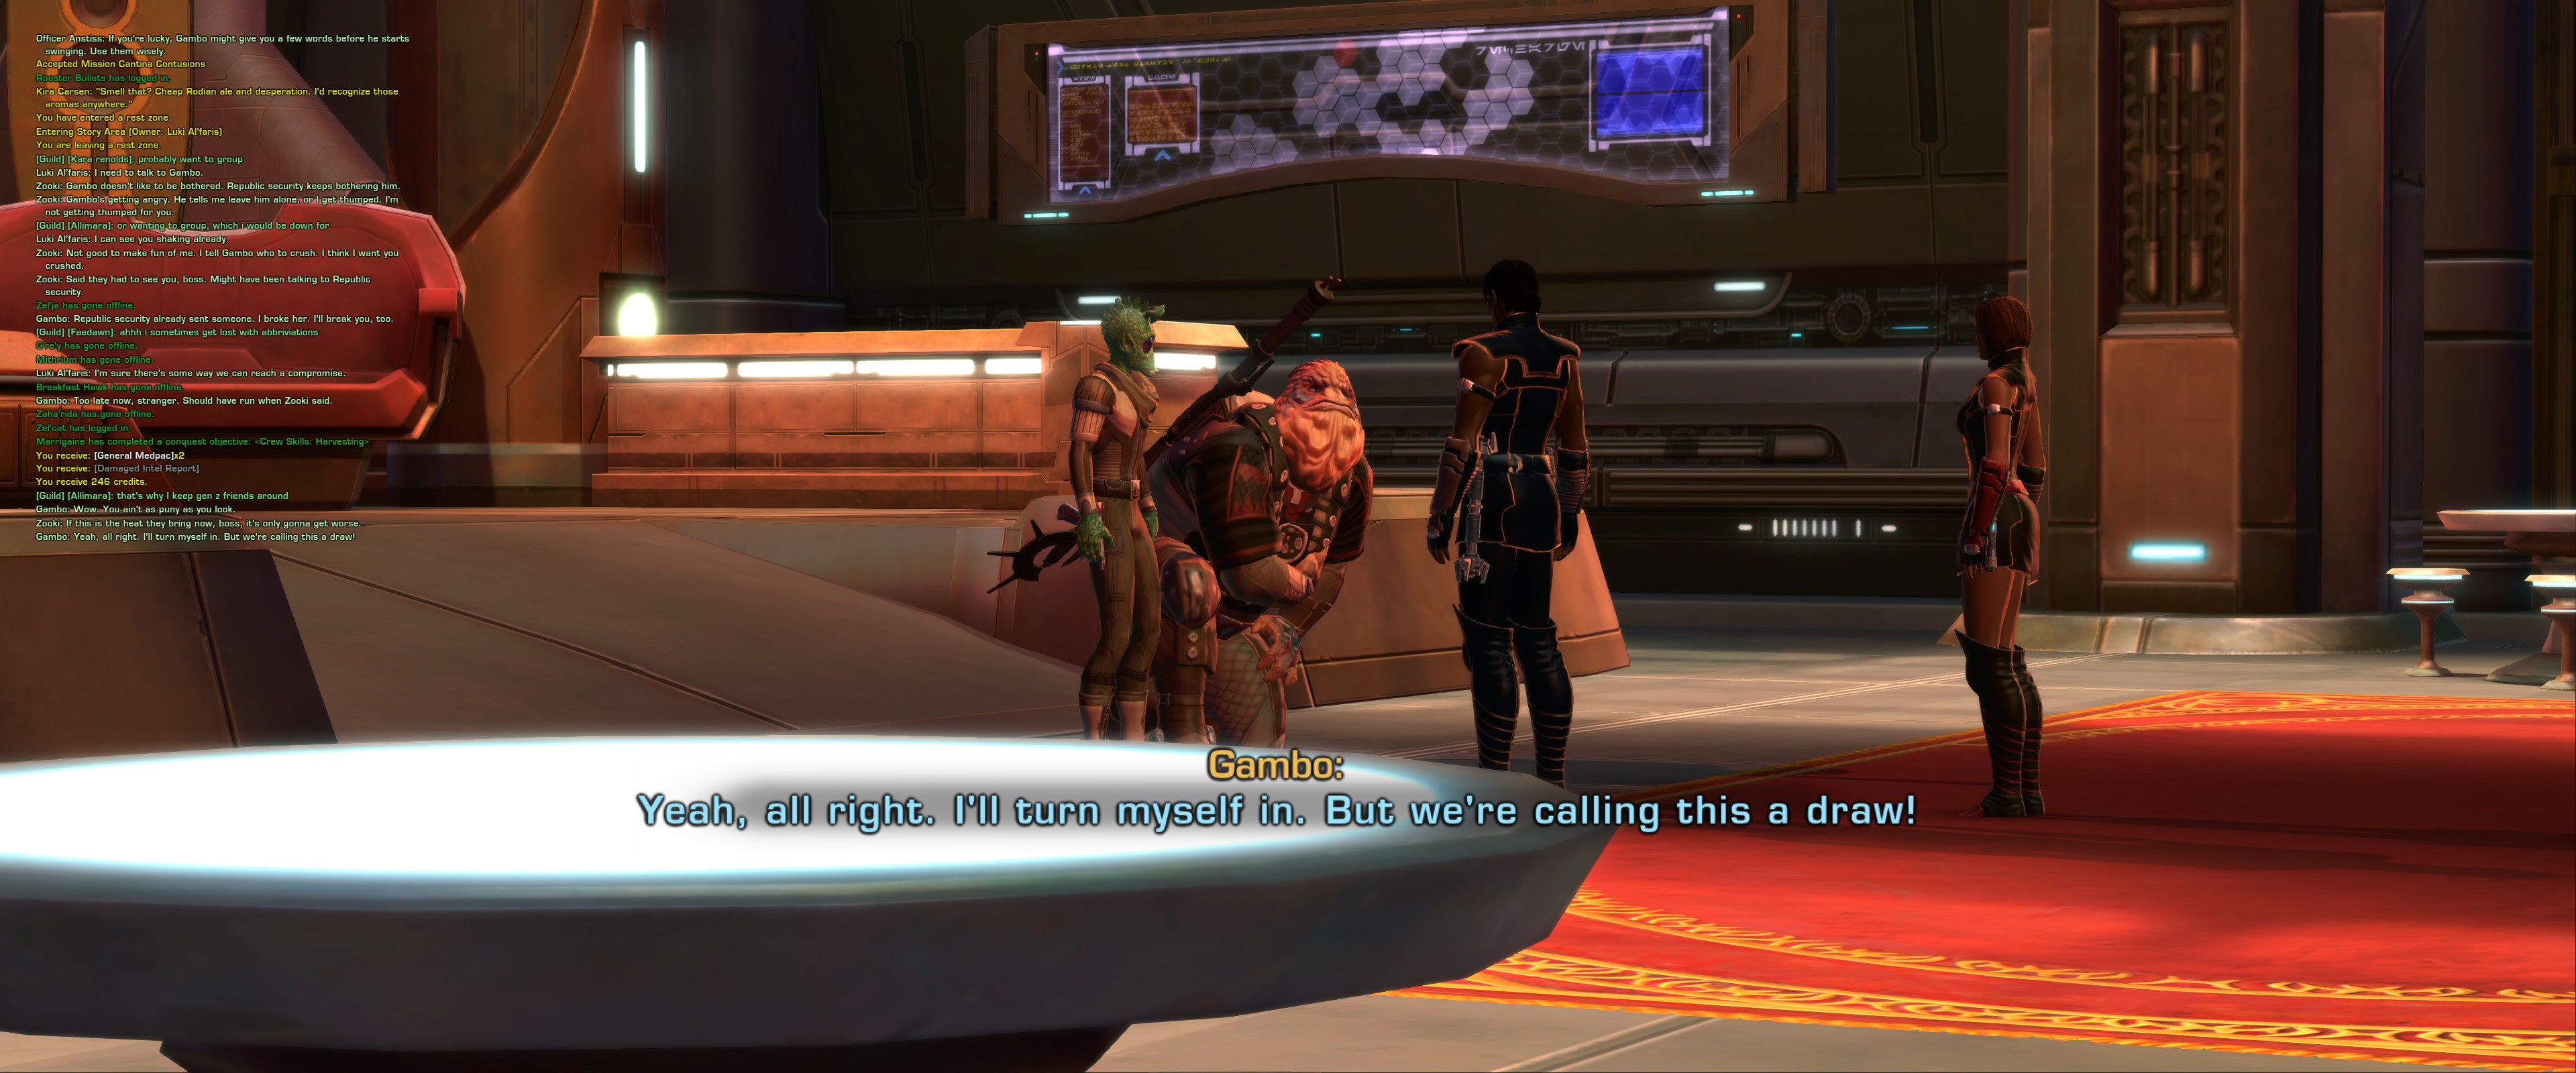 Officer Anstiss: If you're lucky, Gambo might give you a few words before he starts
swinging. Use them wisely.
Accepted Mission Cantina Contusions
Rooster Bullets has logged in.
Kira Carsen: "Smell that? Cheap Rodian ale and desperation. I'd recognize those
aromas anywhere."
You have entered a rest zone.
Entering Story Area (Owner: Luki Al'faris)
You are leaving a rest zone.
[Guild] [Kara renolds]: probably want to group
Luki Al'faris: I need to talk to Gambo.
Zooki: Gambo doesn't like to be bothered. Republic security keeps bothering him.
Zooki: Gambo's getting angry. He tells me leave him alone, or I get thumped. I'm
not getting thumped for you.
[Guild] [Allimara]: or wanting to group, which i would be down for
Luki Al'faris: I can see you shaking already.
Zooki: Not good to make fun of me. I tell Gambo who to crush. I think I want you
crushed.
Zooki: Said they had to see you, boss. Might have been talking to Republic
security.
Zel'ja has gone offline.
Gambo: Republic security already sent someone. I broke her. I'll break you, too.
[Guild] [Faedawn]: ahhh i sometimes get lost with abbriviations
G're'y has gone offline.
Mithrium has gone offline.
Luki Al'faris: I'm sure there's some way we can reach a compromise.
Breakfast Hawk has gone offline.
Gambo: Too late now, stranger. Should have run when Zooki said.
Zaha'rida has gone offline.
Zel'cat has logged in.
Marrigaine has completed a conquest objective: <Crew Skills: Harvesting>
You receive: [General Medpac]x2
You receive: [Damaged Intel Report]
You receive 246 credits.
[Guild] [Allimara]: that's why I keep gen z friends around
Gambo: Wow. You ain't as puny as you look.
Zooki: If this is the heat they bring now, boss, it's only gonna get worse.
Gambo: Yeah, all right. I'll turn myself in. But we're calling this a draw!
Gambo:
Yeah, all right. I'll turn myself in. But we're calling this a draw!